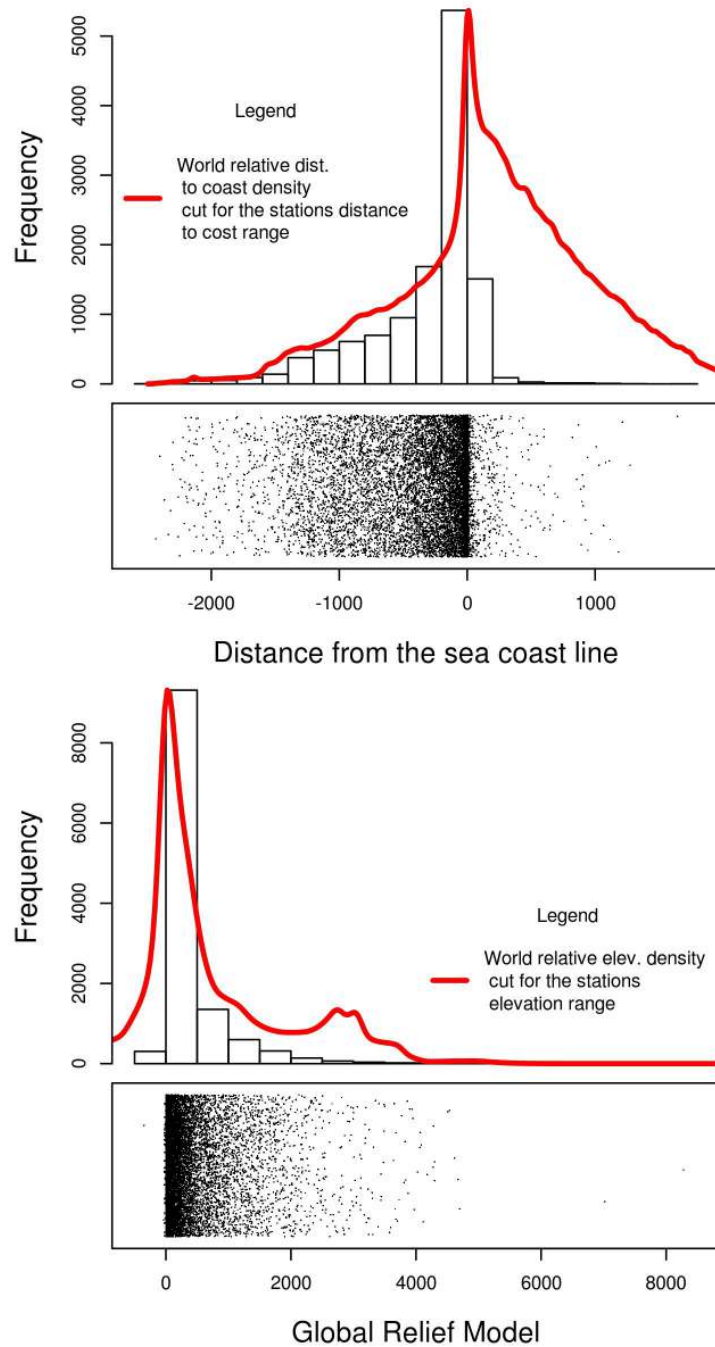 5000
4000
3000
2000
1000
0
Frequency
Legend
World relative dist.
to coast density
cut for the stations distance
to cost range
-2000 -1000 0 1000
Distance from the sea coast line
8000
6000
4000
2000
0
Frequency
Legend
World relative elev. density
cut for the stations
elevation range
0 2000 4000 6000 8000
Global Relief Model